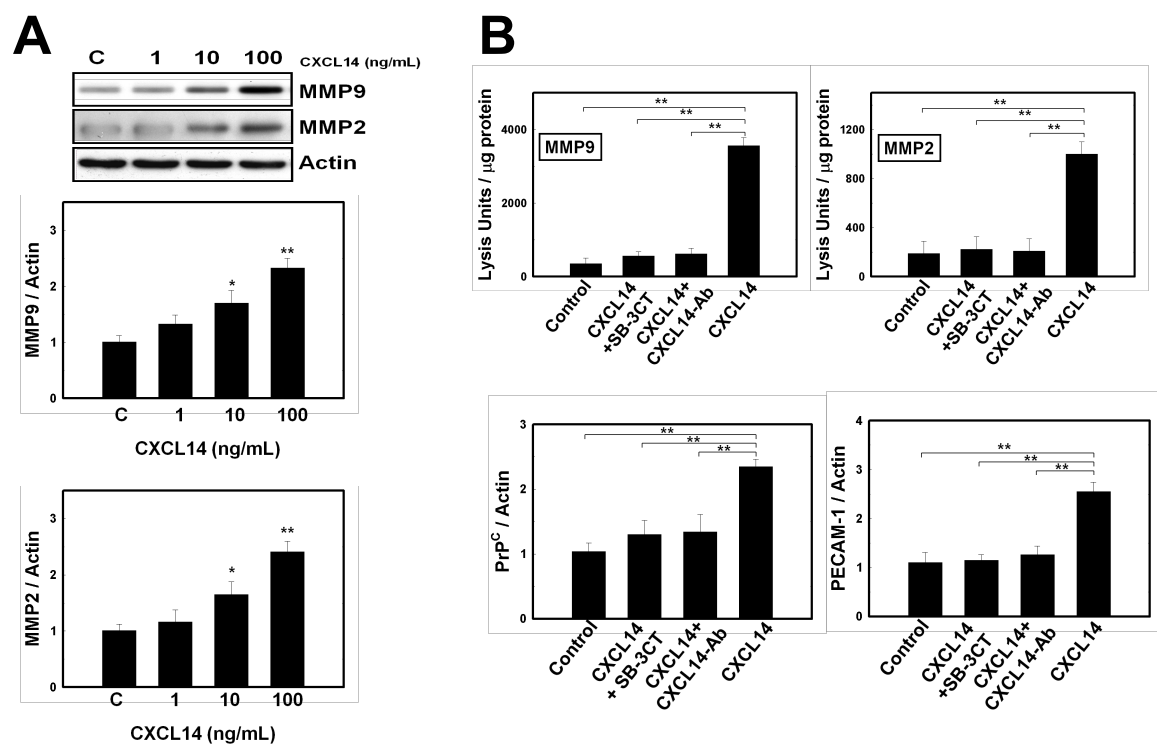 A
C 1 10 100 CXCL14 (ng/mL)
MMP9
MMP2
Actin
MMP9 / Actin
3
2
1
0
*
**
C 1 10 100
CXCL14 (ng/mL)
MMP2 / Actin
3
2
1
0
*
**
C 1 10 100
CXCL14 (ng/mL)
B
Lysis Units / µg protein
4000
2000
0
MMP9
**
**
**
Control
CXCL14
+SB-3CT
CXCL14+
CXCL14-Ab
CXCL14
Lysis Units / µg protein
1200
800
400
0
MMP2
**
**
**
Control
CXCL14
+SB-3CT
CXCL14+
CXCL14-Ab
CXCL14
PrPᶜ / Actin
3
2
1
0
**
**
**
Control
CXCL14
+ SB-3CT
CXCL14+
CXCL14-Ab
CXCL14
PECAM-1 / Actin
4
3
2
1
0
**
**
**
Control
CXCL14
+SB-3CT
CXCL14+
CXCL14-Ab
CXCL14